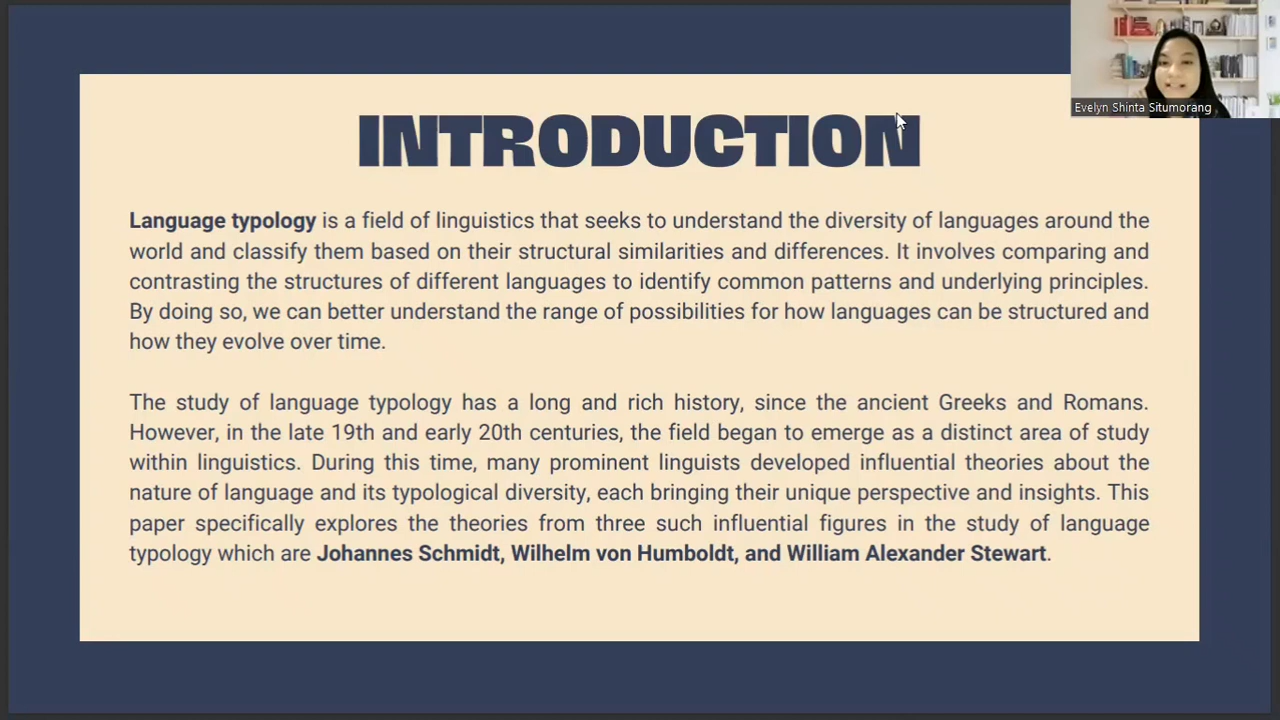 Evelyn Shinta Situmorang
INTRODUCTION
Language typology is a field of linguistics that seeks to understand the diversity of languages around the
world and classify them based on their structural similarities and differences. It involves comparing and
contrasting the structures of different languages to identify common patterns and underlying principles.
By doing so, we can better understand the range of possibilities for how languages can be structured and
how they evolve over time.
The study of language typology has a long and rich history, since the ancient Greeks and Romans.
However, in the late 19th and early 20th centuries, the field began to emerge as a distinct area of study
within linguistics. During this time, many prominent linguists developed influential theories about the
nature of language and its typological diversity, each bringing their unique perspective and insights. This
paper specifically explores the theories from three such influential figures in the study of language
typology which are Johannes Schmidt, Wilhelm von Humboldt, and William Alexander Stewart.